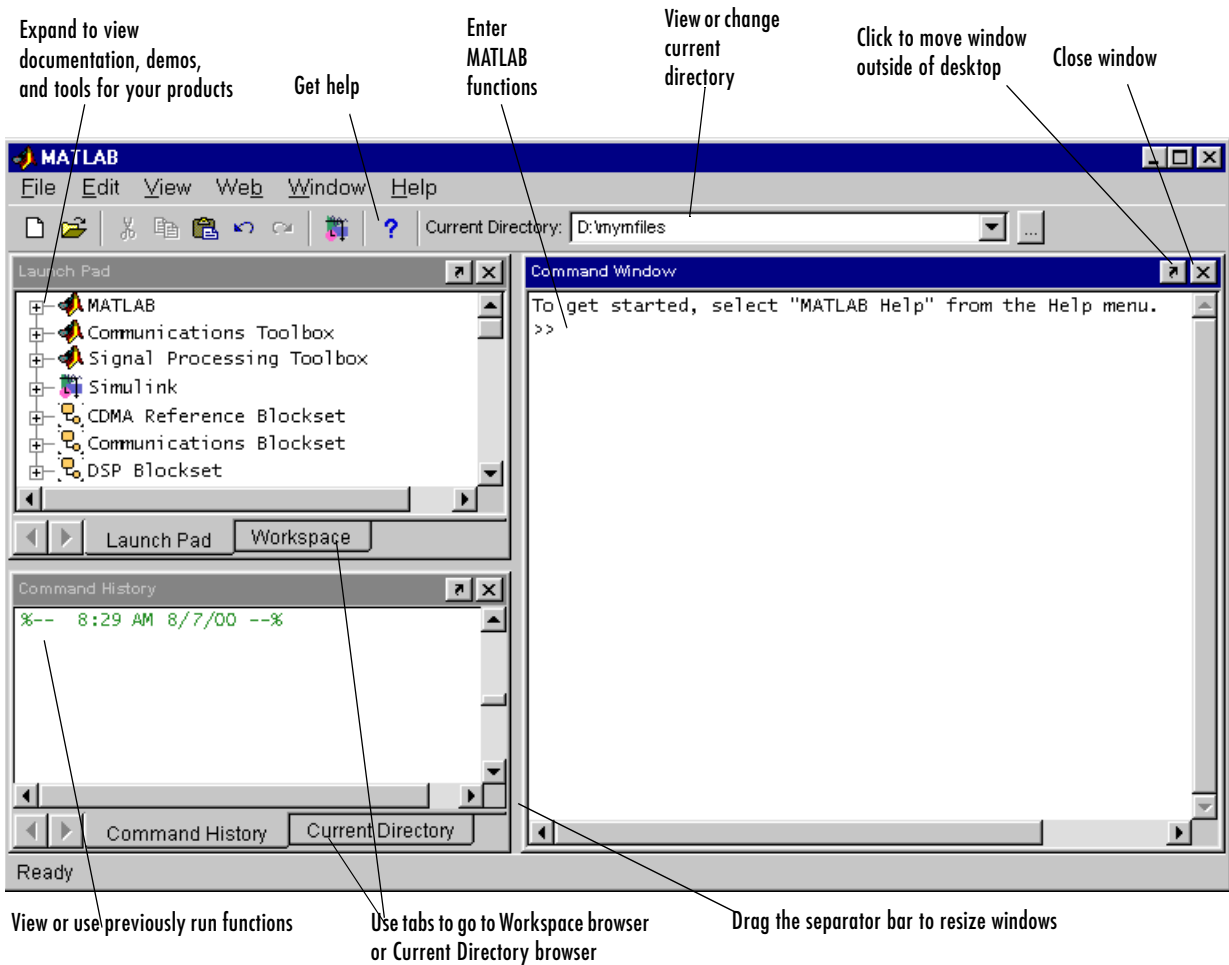 Expand to view
documentation, demos,
and tools for your products
Get help
Enter
MATLAB
functions
View or change
current
directory
Click to move window
outside of desktop
Close window
MATLAB
File Edit View Web Window Help
? Current Directory: D:\mymfiles ...
Launch Pad
MATLAB
Communications Toolbox
Signal Processing Toolbox
Simulink
CDMA Reference Blockset
Communications Blockset
DSP Blockset
Launch Pad Workspace
Command History
%-- 8:29 AM 8/7/00 --%
Command History Current Directory
Command Window
To get started, select "MATLAB Help" from the Help menu.
>>
Ready
View or use previously run functions
Use tabs to go to Workspace browser
or Current Directory browser
Drag the separator bar to resize windows